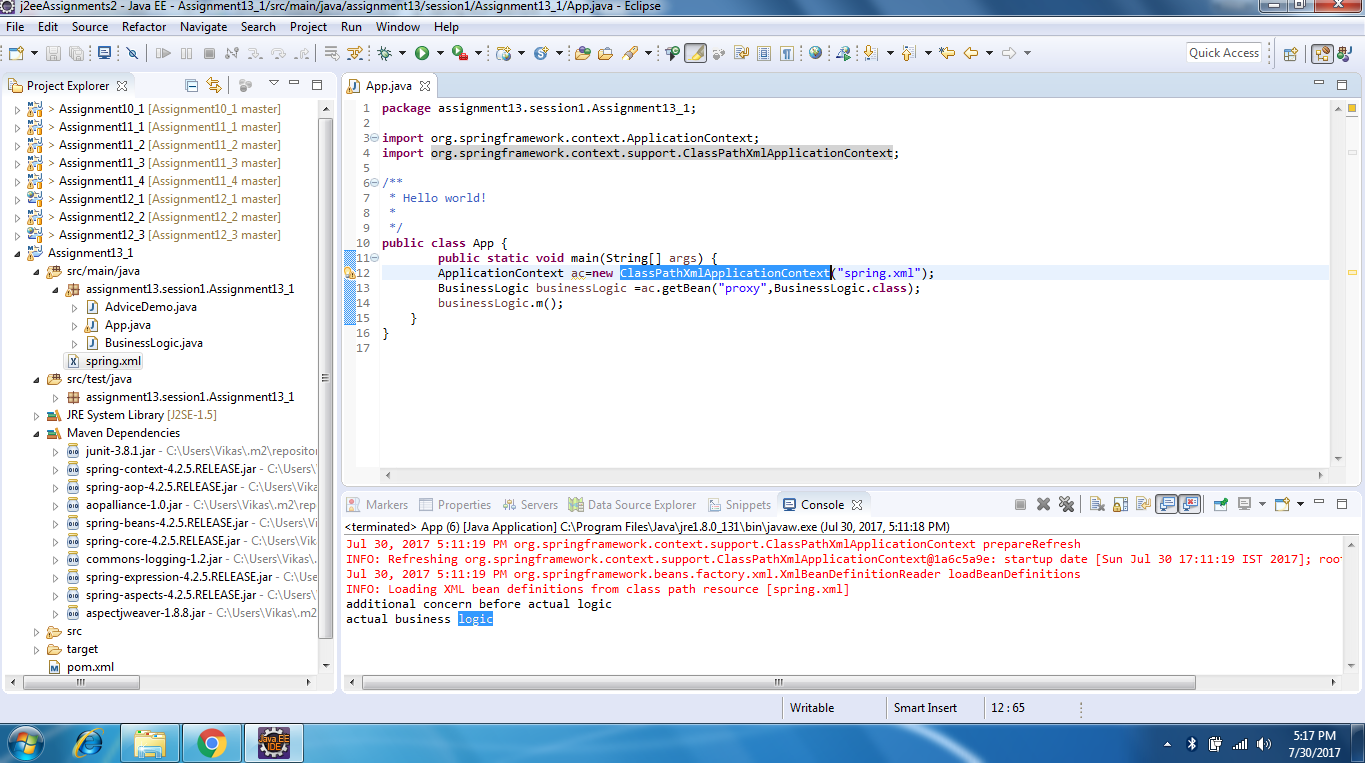 j2eeAssignments2 - Java EE - Assignment13_1/src/main/java/assignment13/session1/Assignment13_1/App.java - Eclipse
File Edit Source Refactor Navigate Search Project Run Window Help
Quick Access
Project Explorer
> Assignment10_1 [Assignment10_1 master]
> Assignment11_1 [Assignment11_1 master]
> Assignment11_2 [Assignment11_2 master]
> Assignment11_3 [Assignment11_3 master]
> Assignment11_4 [Assignment11_4 master]
> Assignment12_1 [Assignment12_1 master]
> Assignment12_2 [Assignment12_2 master]
> Assignment12_3 [Assignment12_3 master]
Assignment13_1
src/main/java
assignment13.session1.Assignment13_1
AdviceDemo.java
App.java
BusinessLogic.java
spring.xml
src/test/java
assignment13.session1.Assignment13_1
JRE System Library [J2SE-1.5]
Maven Dependencies
junit-3.8.1.jar - C:\Users\Vikas\.m2\repositor
spring-context-4.2.5.RELEASE.jar - C:\Users\
spring-aop-4.2.5.RELEASE.jar - C:\Users\Vikas
aopalliance-1.0.jar - C:\Users\Vikas\.m2\repo
spring-beans-4.2.5.RELEASE.jar - C:\Users\Vik
spring-core-4.2.5.RELEASE.jar - C:\Users\Vika
commons-logging-1.2.jar - C:\Users\Vikas\.
spring-expression-4.2.5.RELEASE.jar - C:\User
spring-aspects-4.2.5.RELEASE.jar - C:\Users\V
aspectjweaver-1.8.8.jar - C:\Users\Vikas\.m2
src
target
pom.xml
App.java
1 package assignment13.session1.Assignment13_1;
2
3 import org.springframework.context.ApplicationContext;
4 import org.springframework.context.support.ClassPathXmlApplicationContext;
5
6 /**
7 * Hello world!
8 *
9 */
10 public class App {
11 public static void main(String[] args) {
12 ApplicationContext ac=new ClassPathXmlApplicationContext("spring.xml");
13 BusinessLogic businessLogic =ac.getBean("proxy",BusinessLogic.class);
14 businessLogic.m();
15 }
16 }
17
Markers Properties Servers Data Source Explorer Snippets Console
<terminated> App (6) [Java Application] C:\Program Files\Java\jre1.8.0_131\bin\javaw.exe (Jul 30, 2017, 5:11:18 PM)
Jul 30, 2017 5:11:19 PM org.springframework.context.support.ClassPathXmlApplicationContext prepareRefresh
INFO: Refreshing org.springframework.context.support.ClassPathXmlApplicationContext@1a6c5a9e: startup date [Sun Jul 30 17:11:19 IST 2017]; root
Jul 30, 2017 5:11:19 PM org.springframework.beans.factory.xml.XmlBeanDefinitionReader loadBeanDefinitions
INFO: Loading XML bean definitions from class path resource [spring.xml]
additional concern before actual logic
actual business logic
Writable Smart Insert 12 : 65
Java EE
IDE
5:17 PM
7/30/2017